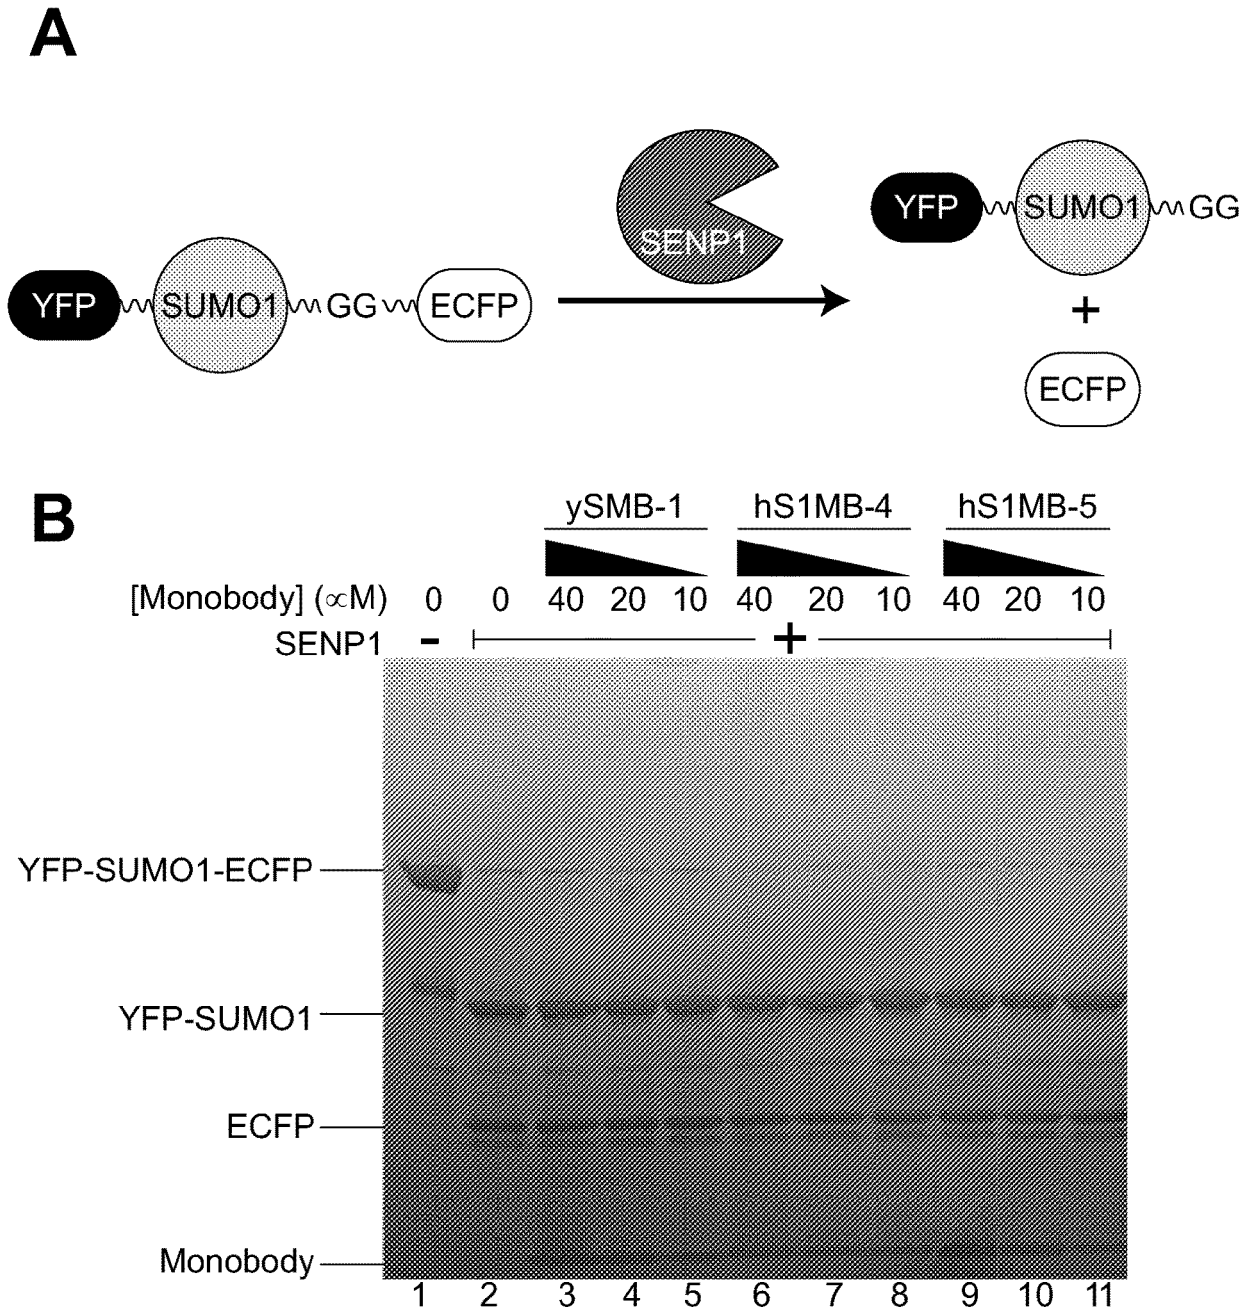 A
YFP SUMO1 GG ECFP
SENP1
YFP SUMO1 GG
+
ECFP
B
ySMB-1 hS1MB-4 hS1MB-5
[Monobody] (∝M) 0 0 40 20 10 40 20 10 40 20 10
SENP1 - +
YFP-SUMO1-ECFP
YFP-SUMO1
ECFP
Monobody
1 2 3 4 5 6 7 8 9 10 11